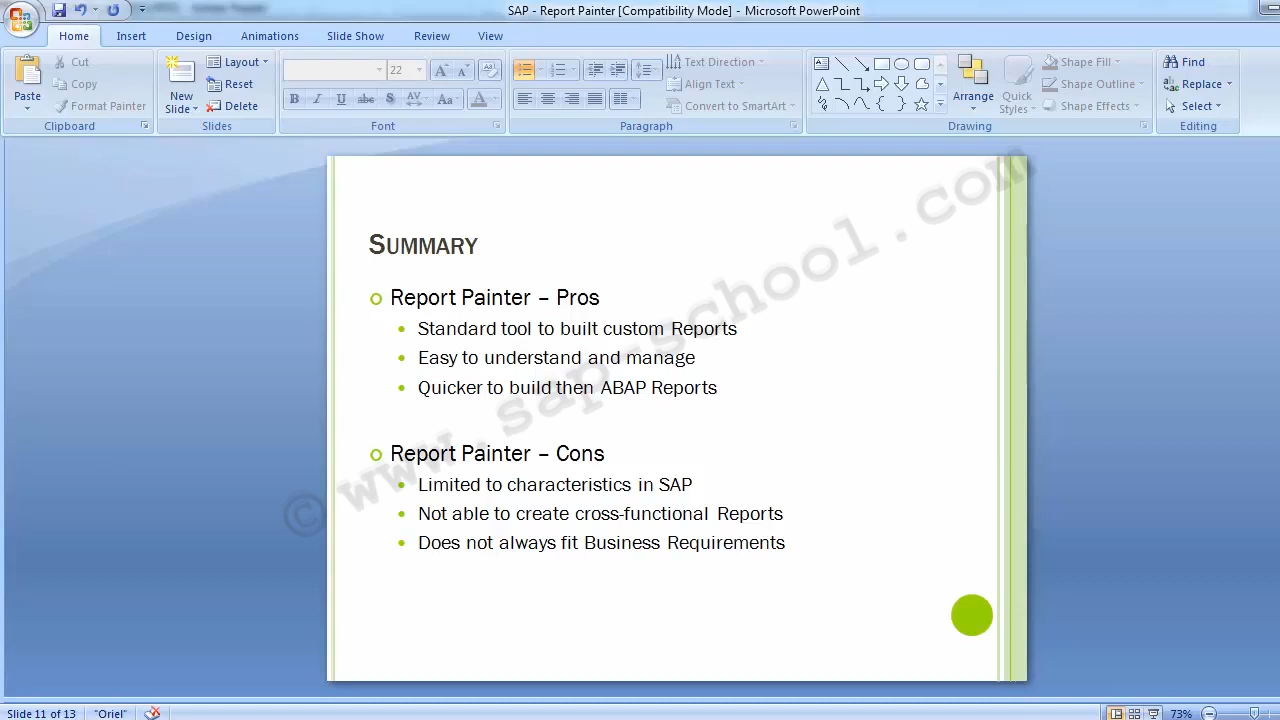 SAP - Report Painter [Compatibility Mode] - Microsoft PowerPoint
Home Insert Design Animations Slide Show Review View
Paste
Cut
Copy
Format Painter
Clipboard
New
Slide
Layout
Reset
Delete
Slides
22
B I U abc S AV Aa A
Font
Text Direction
Align Text
Convert to SmartArt
Paragraph
Arrange
Quick
Styles
Shape Fill
Shape Outline
Shape Effects
Drawing
Find
Replace
Select
Editing
SUMMARY
Report Painter – Pros
Standard tool to built custom Reports
Easy to understand and manage
Quicker to build then ABAP Reports
Report Painter – Cons
Limited to characteristics in SAP
Not able to create cross-functional Reports
Does not always fit Business Requirements
© www.sap-school.com
Slide 11 of 13 "Oriel" 73%